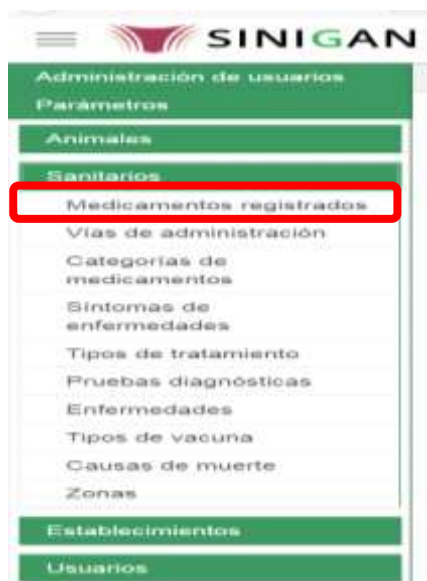 SINIGAN
Administración de usuarios
Parámetros
Animales
Sanitarios
Medicamentos registrados
Vías de administración
Categorías de
medicamentos
Síntomas de
enfermedades
Tipos de tratamiento
Pruebas diagnósticas
Enfermedades
Tipos de vacuna
Causas de muerte
Zonas
Establecimientos
Usuarios